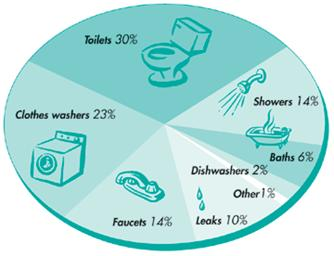 Toilets 30%
Showers 14%
Clothes washers 23%
Baths 6%
Dishwashers 2%
Other 1%
Faucets 14%
Leaks 10%